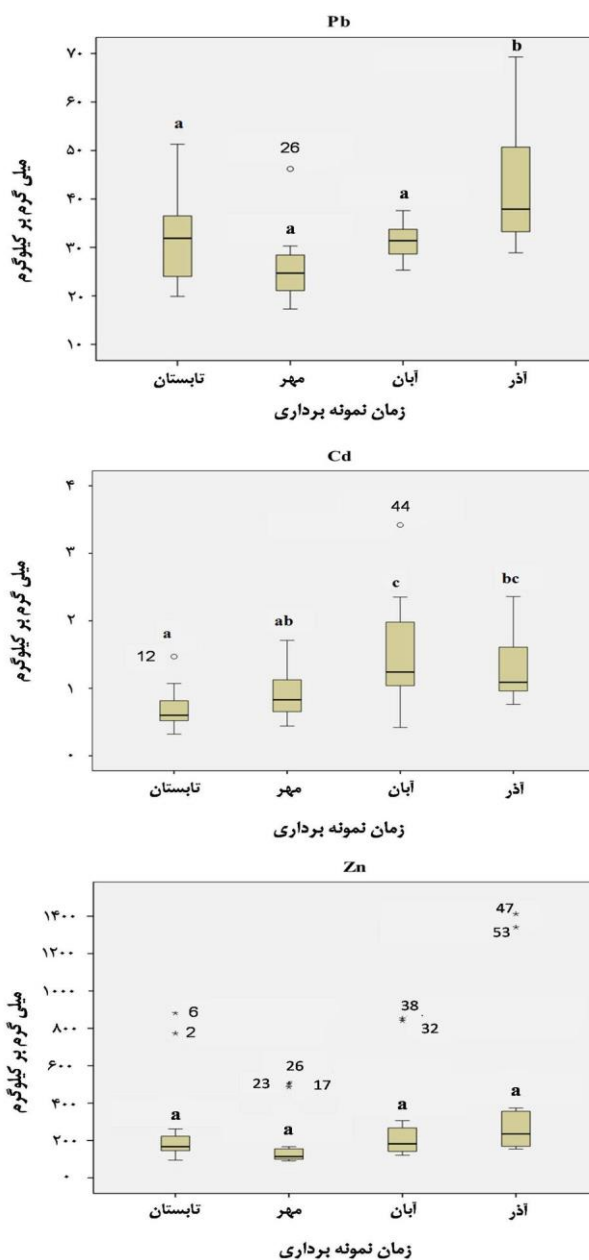 Pb
میلی گرم بر کیلوگرم
۷۰
۶۰
۵۰
۴۰
۳۰
۲۰
۱۰
a
26
a
a
b
تابستان مهر آبان آذر
زمان نمونه برداری
Cd
میلی گرم بر کیلوگرم
۴
۳
۲
۱
۰
44
c
bc
ab
a
12
تابستان مهر آبان آذر
زمان نمونه برداری
Zn
میلی گرم بر کیلوگرم
۱۴۰۰
۱۲۰۰
۱۰۰۰
۸۰۰
۶۰۰
۴۰۰
۲۰۰
۰
47
53
6
2
38
32
26
23 17
a
a
a
a
تابستان مهر آبان آذر
زمان نمونه برداری